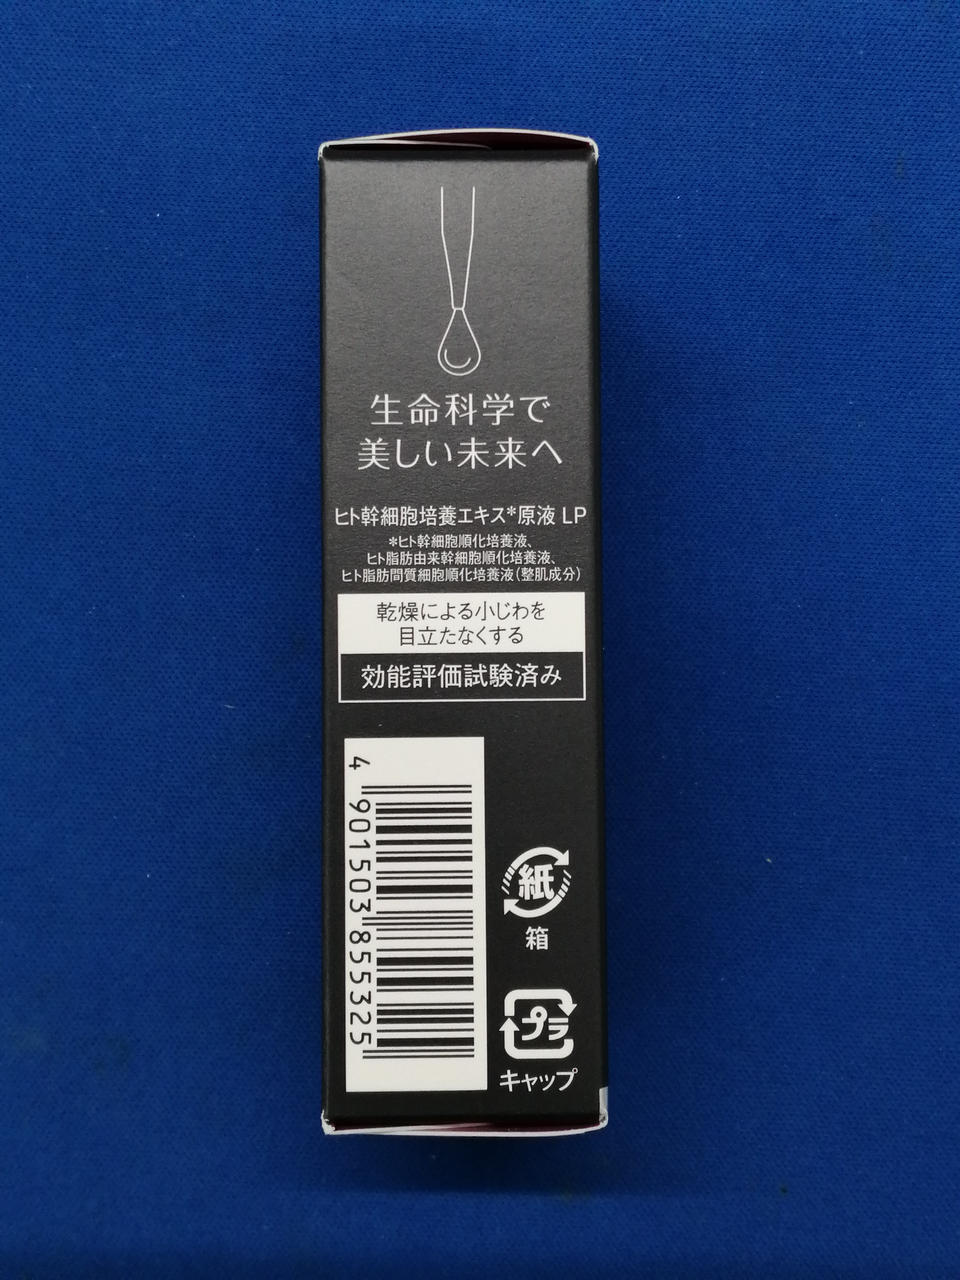 生命科学で
美しい未来へ
ヒト幹細胞培養エキス*原液 LP
*ヒト幹細胞順化培養液、
ヒト脂肪由来幹細胞順化培養液、
ヒト脂肪間質細胞順化培養液(整肌成分)
乾燥による小じわを
目立たなくする
効能評価試験済み
4 901503 855325
紙
箱
プラ
キャップ